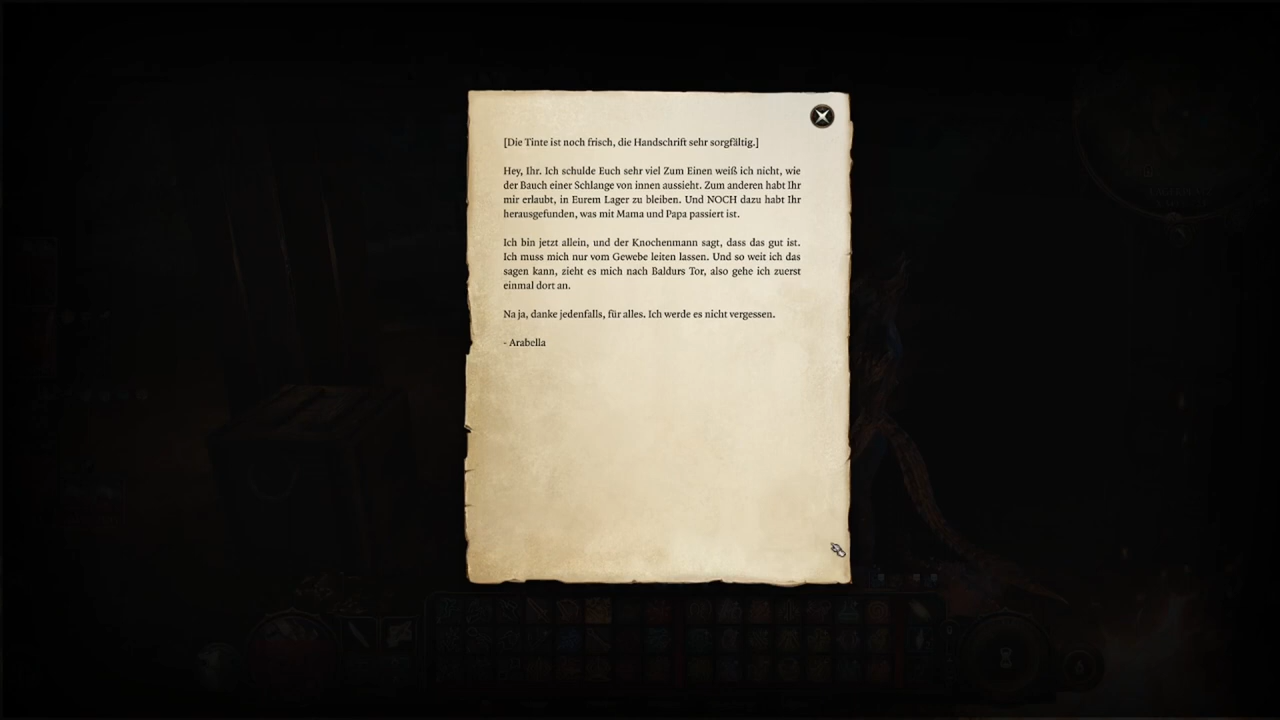 [Die Tinte ist noch frisch, die Handschrift sehr sorgfältig.]
Hey, Ihr. Ich schulde Euch sehr viel Zum Einen weiß ich nicht, wie
der Bauch einer Schlange von innen aussieht. Zum anderen habt Ihr
mir erlaubt, in Eurem Lager zu bleiben. Und NOCH dazu habt Ihr
herausgefunden, was mit Mama und Papa passiert ist.
Ich bin jetzt allein, und der Knochenmann sagt, dass das gut ist.
Ich muss mich nur vom Gewebe leiten lassen. Und so weit ich das
sagen kann, zieht es mich nach Baldurs Tor, also gehe ich zuerst
einmal dort an.
Na ja, danke jedenfalls, für alles. Ich werde es nicht vergessen.
- Arabella